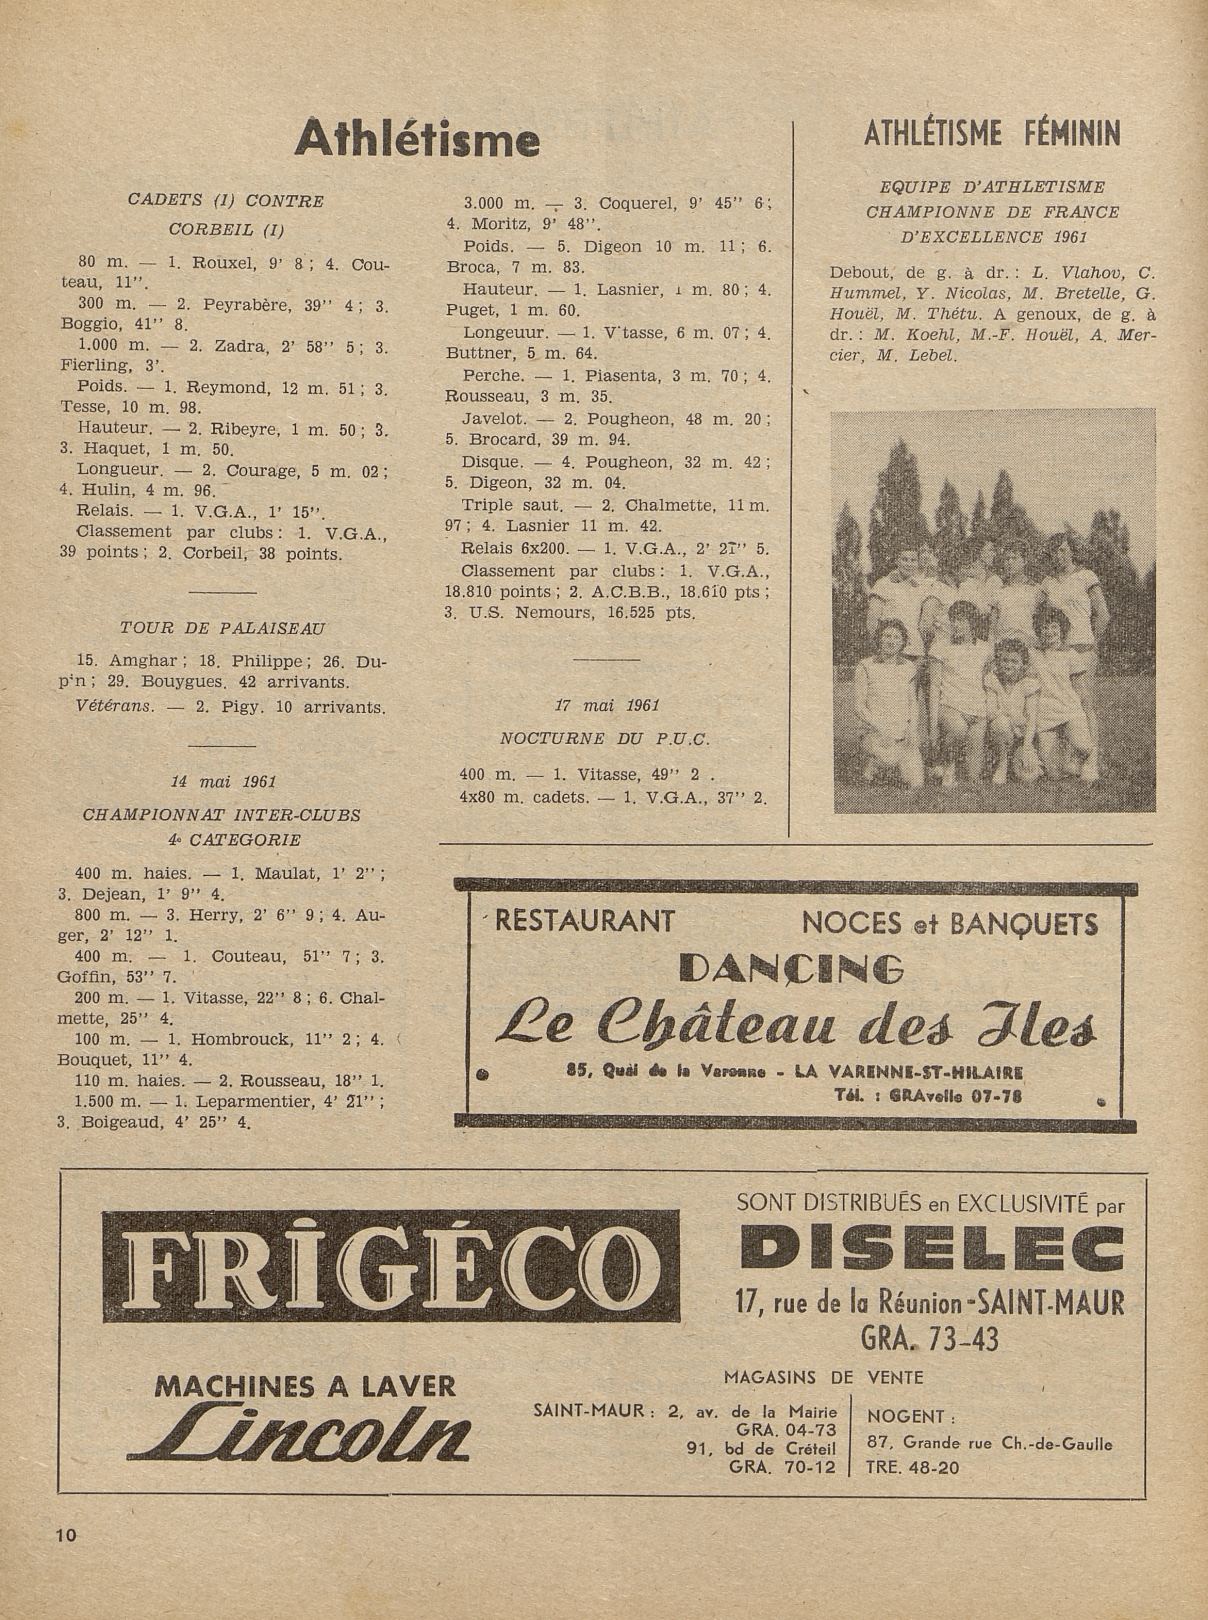 Athlétisme
CADETS (I) CONTRE
CORBEIL (I)
80 m. — 1. Rouxel, 9' 8 ; 4. Cou-
teau, 11''.
300 m. — 2. Peyrabère, 39'' 4 ; 3.
Boggio, 41'' 8.
1.000 m. — 2. Zadra, 2' 58'' 5 ; 3.
Fierling, 3'.
Poids. — 1. Reymond, 12 m. 51 ; 3.
Tesse, 10 m. 98.
Hauteur. — 2. Ribeyre, 1 m. 50 ; 3.
3. Haquet, 1 m. 50.
Longueur. — 2. Courage, 5 m. 02 ;
4. Hulin, 4 m. 96.
Relais. — 1. V.G.A., 1' 15''.
Classement par clubs : 1. V.G.A.,
39 points ; 2. Corbeil, 38 points.
TOUR DE PALAISEAU
15. Amghar ; 18. Philippe ; 26. Du-
pin ; 29. Bouygues. 42 arrivants.
Vétérans. — 2. Pigy. 10 arrivants.
14 mai 1961
CHAMPIONNAT INTER-CLUBS
4e CATEGORIE
400 m. haies. — 1. Maulat, 1' 2'' ;
3. Dejean, 1' 9'' 4.
800 m. — 3. Herry, 2' 6'' 9 ; 4. Au-
ger, 2' 12'' 1.
400 m. — 1. Couteau, 51'' 7 ; 3.
Goffin, 53'' 7.
200 m. — 1. Vitasse, 22'' 8 ; 6. Chal-
mette, 25'' 4.
100 m. — 1. Hombrouck, 11'' 2 ; 4.
Bouquet, 11'' 4.
110 m. haies. — 2. Rousseau, 18'' 1.
1.500 m. — 1. Leparmentier, 4' 21'' ;
3. Boigeaud, 4' 25'' 4.
3.000 m. — 3. Coquerel, 9' 45'' 6 ;
4. Moritz, 9' 48''.
Poids. — 5. Digeon 10 m. 11 ; 6.
Broca, 7 m. 83.
Hauteur. — 1. Lasnier, 1 m. 80 ; 4.
Puget, 1 m. 60.
Longeuur. — 1. Vitasse, 6 m. 07 ; 4.
Buttner, 5 m. 64.
Perche. — 1. Piasenta, 3 m. 70 ; 4.
Rousseau, 3 m. 35.
Javelot. — 2. Pougheon, 48 m. 20 ;
5. Brocard, 39 m. 94.
Disque. — 4. Pougheon, 32 m. 42 ;
5. Digeon, 32 m. 04.
Triple saut. — 2. Chalmette, 11 m.
97 ; 4. Lasnier 11 m. 42.
Relais 6x200. — 1. V.G.A., 2' 21'' 5.
Classement par clubs : 1. V.G.A.,
18.810 points ; 2. A.C.B.B., 18.610 pts ;
3. U.S. Nemours, 16.525 pts.
17 mai 1961
NOCTURNE DU P.U.C.
400 m. — 1. Vitasse, 49'' 2 .
4x80 m. cadets. — 1. V.G.A., 37'' 2.
ATHLÉTISME FÉMININ
EQUIPE D'ATHLETISME
CHAMPIONNE DE FRANCE
D'EXCELLENCE 1961
Debout, de g. à dr. : L. Vlahov, C.
Hummel, Y. Nicolas, M. Bretelle, G.
Houël, M. Thétu. A genoux, de g. à
dr. : M. Koehl, M.-F. Houël, A. Mer-
cier, M. Lebel.
RESTAURANT NOCES et BANQUETS
DANCING
Le Château des Iles
85, Quai de la Varenne - LA VARENNE-ST-HILAIRE
Tél. : GRAvelle 07-78
FRIGÉCO
MACHINES A LAVER
Lincoln
SONT DISTRIBUÉS en EXCLUSIVITÉ par
DISELEC
17, rue de la Réunion - SAINT-MAUR
GRA. 73-43
MAGASINS DE VENTE
SAINT-MAUR : 2, av. de la Mairie
GRA. 04-73
91, bd de Créteil
GRA. 70-12
NOGENT :
87, Grande rue Ch.-de-Gaulle
TRE. 48-20
10